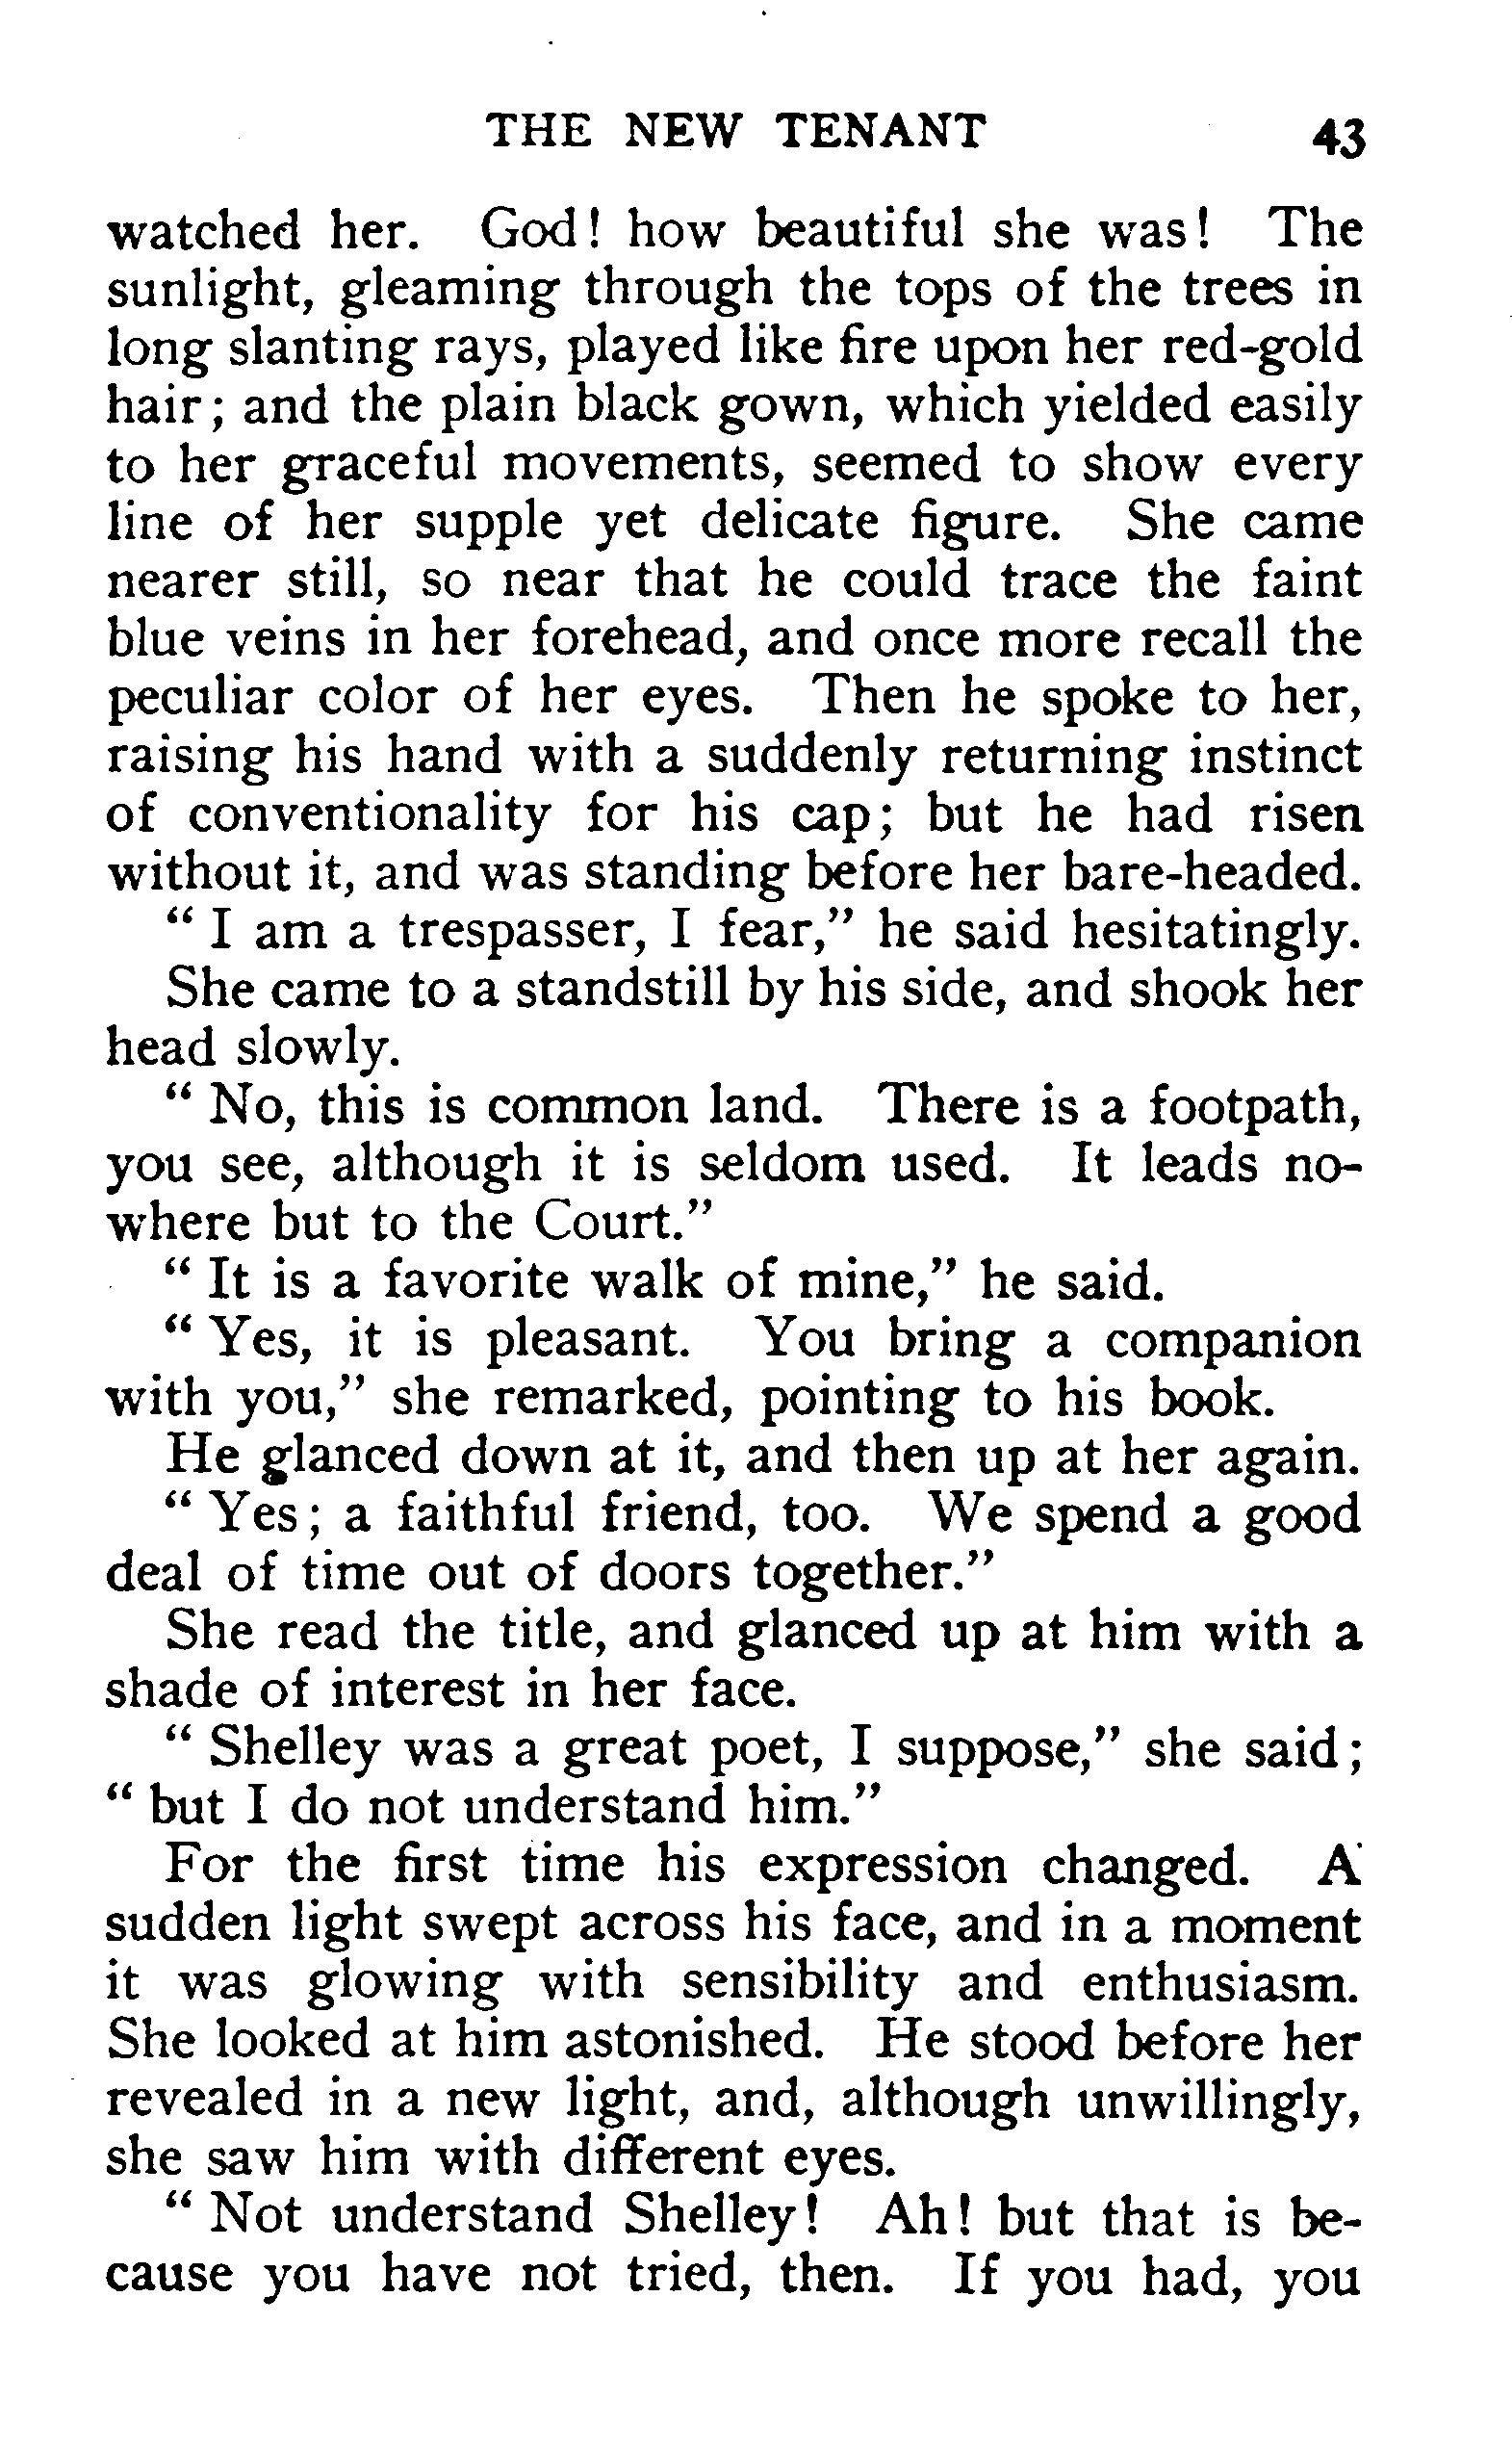 THE NEW TENANT 43
watched her. God! how beautiful she was! The
sunlight, gleaming through the tops of the trees in
long slanting rays, played like fire upon her red-gold
hair; and the plain black gown, which yielded easily
to her graceful movements, seemed to show every
line of her supple yet delicate figure. She came
nearer still, so near that he could trace the faint
blue veins in her forehead, and once more recall the
peculiar color of her eyes. Then he spoke to her,
raising his hand with a suddenly returning instinct
of conventionality for his cap; but he had risen
without it, and was standing before her bare-headed.
"I am a trespasser, I fear," he said hesitatingly.
She came to a standstill by his side, and shook her
head slowly.
"No, this is common land. There is a footpath,
you see, although it is seldom used. It leads no-
where but to the Court."
"It is a favorite walk of mine," he said.
"Yes, it is pleasant. You bring a companion
with you," she remarked, pointing to his book.
He glanced down at it, and then up at her again.
"Yes; a faithful friend, too. We spend a good
deal of time out of doors together."
She read the title, and glanced up at him with a
shade of interest in her face.
"Shelley was a great poet, I suppose," she said;
"but I do not understand him."
For the first time his expression changed. A
sudden light swept across his face, and in a moment
it was glowing with sensibility and enthusiasm.
She looked at him astonished. He stood before her
revealed in a new light, and, although unwillingly,
she saw him with different eyes.
"Not understand Shelley! Ah! but that is be-
cause you have not tried, then. If you had, you